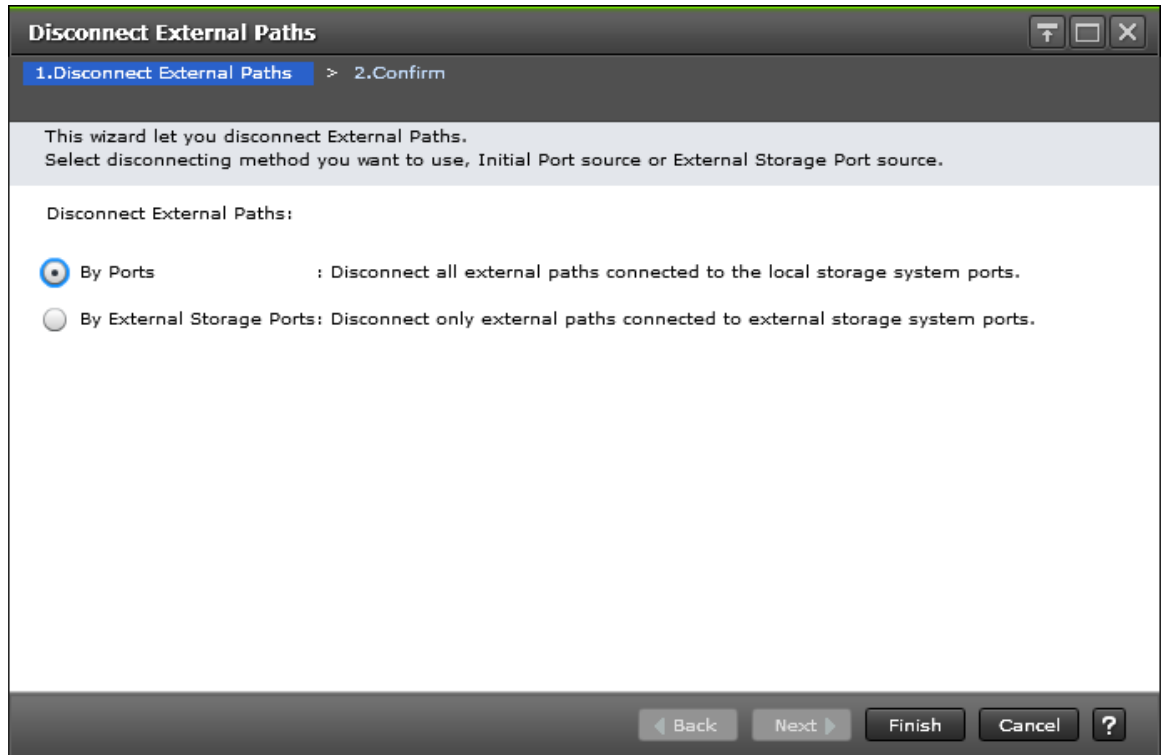 Disconnect External Paths
1.Disconnect External Paths > 2.Confirm
This wizard let you disconnect External Paths.
Select disconnecting method you want to use, Initial Port source or External Storage Port source.
Disconnect External Paths:
By Ports : Disconnect all external paths connected to the local storage system ports.
By External Storage Ports: Disconnect only external paths connected to external storage system ports.
Back Next Finish Cancel ?